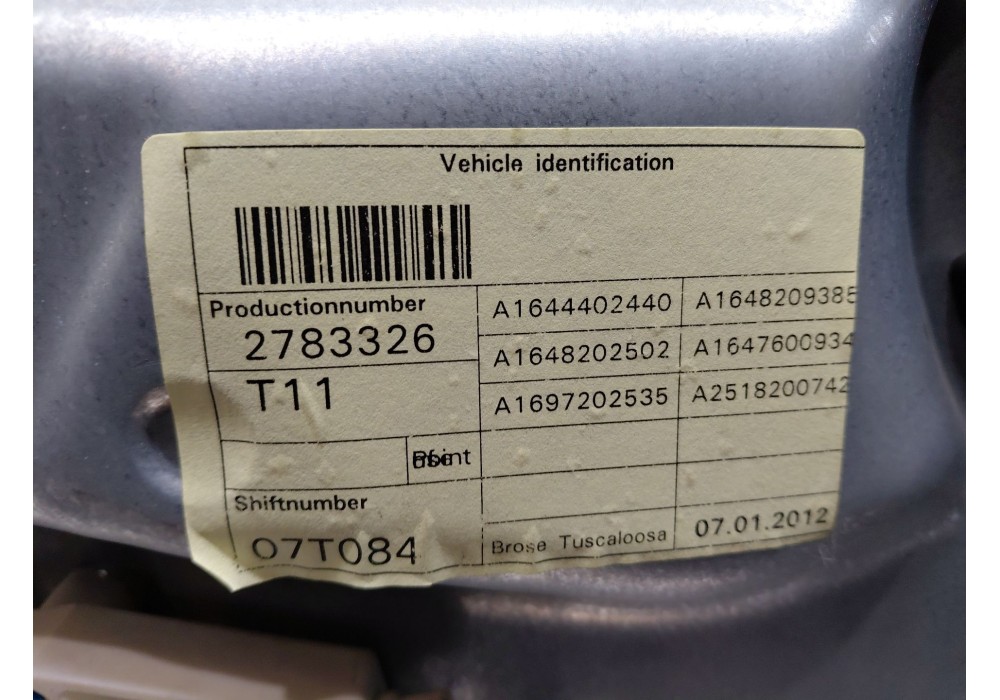 Vehicle identification
Productionnumber
2783326
T11
A1644402440 A1648209385
A1648202502 A1647600934
A1697202535 A2518200742
Shiftnumber
07T084
Brose Tuscaloosa 07.01.2012